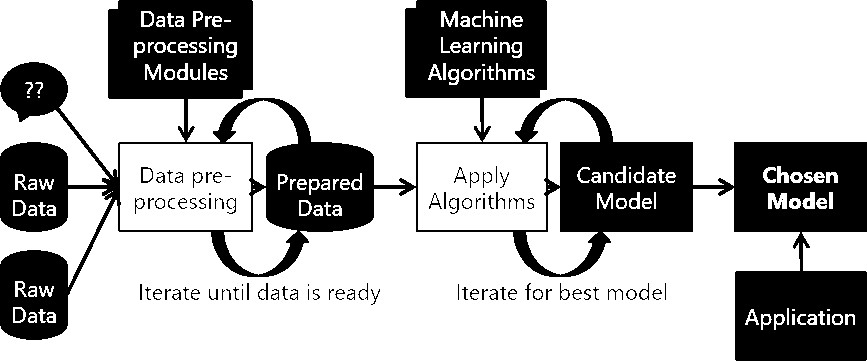 Data Pre-
processing
Modules
Machine
Learning
Algorithms
??
Raw
Data
Raw
Data
Data pre-
processing
Prepared
Data
Apply
Algorithms
Candidate
Model
Chosen
Model
Iterate until data is ready
Iterate for best model
Application